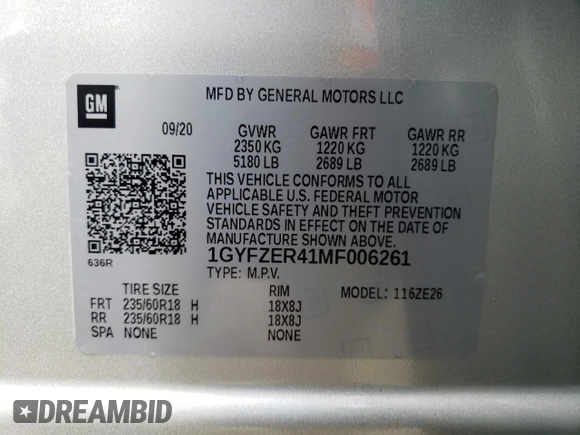 GM
MFD BY GENERAL MOTORS LLC
09/20 GVWR GAWR FRT GAWR RR
2350 KG 1220 KG 1220 KG
5180 LB 2689 LB 2689 LB
THIS VEHICLE CONFORMS TO ALL
APPLICABLE U.S. FEDERAL MOTOR
VEHICLE SAFETY AND THEFT PREVENTION
STANDARDS IN EFFECT ON THE DATE OF
MANUFACTURE SHOWN ABOVE.
636R
1GYFZER41MF006261
TYPE: M.P.V.
TIRE SIZE RIM MODEL: 116ZE26
FRT 235/60R18 H 18X8J
RR 235/60R18 H 18X8J
SPA NONE NONE
DREAMBID